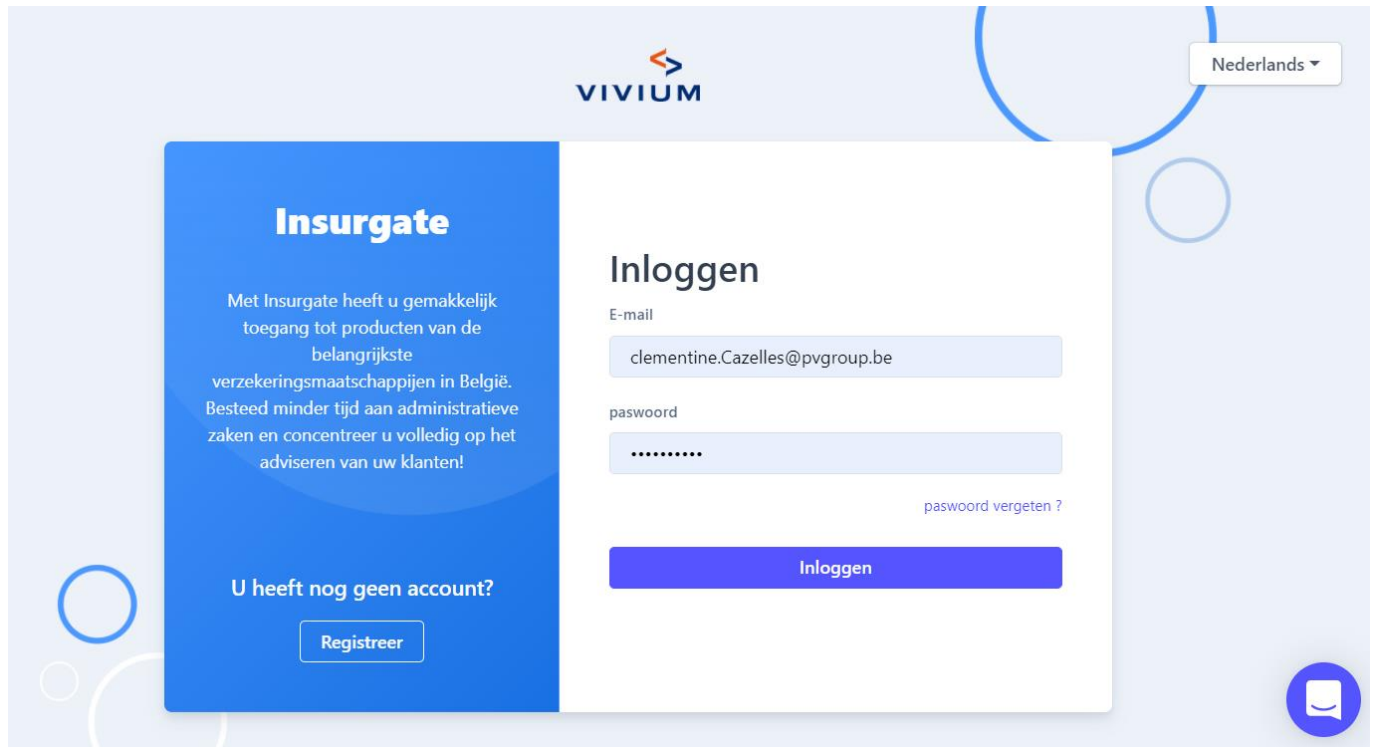 VIVIUM
Nederlands
Insurgate
Met Insurgate heeft u gemakkelijk
toegang tot producten van de
belangrijkste
verzekeringsmaatschappijen in België.
Besteed minder tijd aan administratieve
zaken en concentreer u volledig op het
adviseren van uw klanten!
U heeft nog geen account?
Registreer
Inloggen
E-mail
clementine.Cazelles@pvgroup.be
paswoord
••••••••••
paswoord vergeten ?
Inloggen